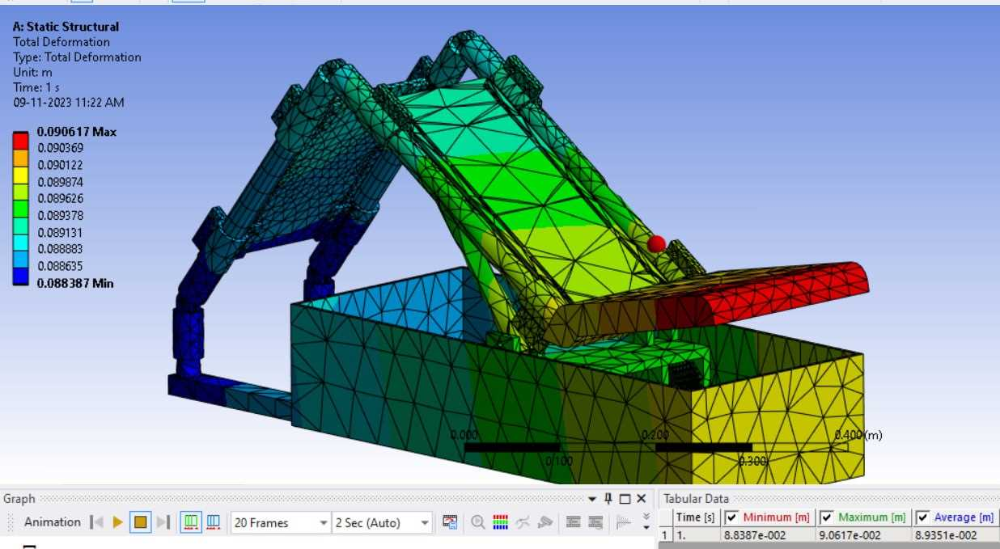 A: Static Structural
Total Deformation
Type: Total Deformation
Unit: m
Time: 1 s
09-11-2023 11:22 AM
0.090617 Max
0.090369
0.090122
0.089874
0.089626
0.089378
0.089131
0.088883
0.088635
0.088387 Min
0.000 0.200 0.400 (m)
0.100 0.300
Graph
Animation 20 Frames 2 Sec (Auto)
Tabular Data
Time [s] Minimum [m] Maximum [m] Average [m]
1 1. 8.8387e-002 9.0617e-002 8.9351e-002